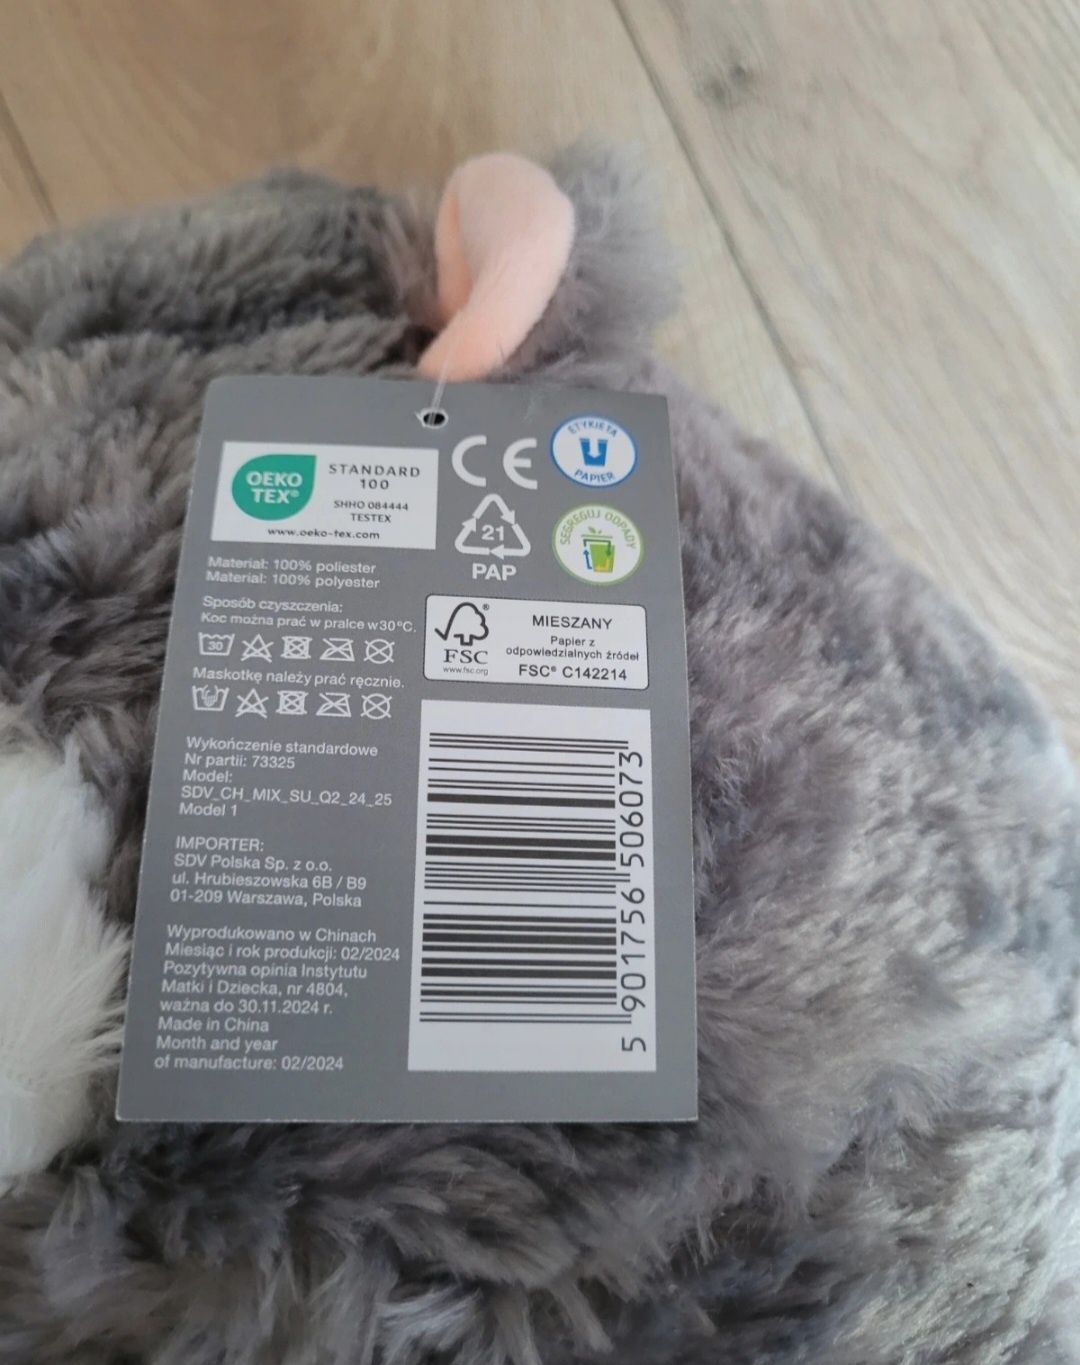 OEKO
TEX®
STANDARD
100
SHHO 084444
TESTEX
www.oeko-tex.com
CE
ETYKIETA
PAPIER
21
PAP
SEGREGUJ ODPADY
Materiał: 100% poliester
Material: 100% polyester
Sposób czyszczenia:
Koc można prać w pralce w 30°C.
30
Maskotkę należy prać ręcznie.
FSC
®
www.fsc.org
MIESZANY
Papier z
odpowiedzialnych źródeł
FSC® C142214
Wykończenie standardowe
Nr partii: 73325
Model:
SDV_CH_MIX_SU_Q2_24_25
Model 1
IMPORTER:
SDV Polska Sp. z o.o.
ul. Hrubieszowska 6B / B9
01-209 Warszawa, Polska
Wyprodukowano w Chinach
Miesiąc i rok produkcji: 02/2024
Pozytywna opinia Instytutu
Matki i Dziecka, nr 4804,
ważna do 30.11.2024 r.
Made in China
Month and year
of manufacture: 02/2024
5 901756 506073